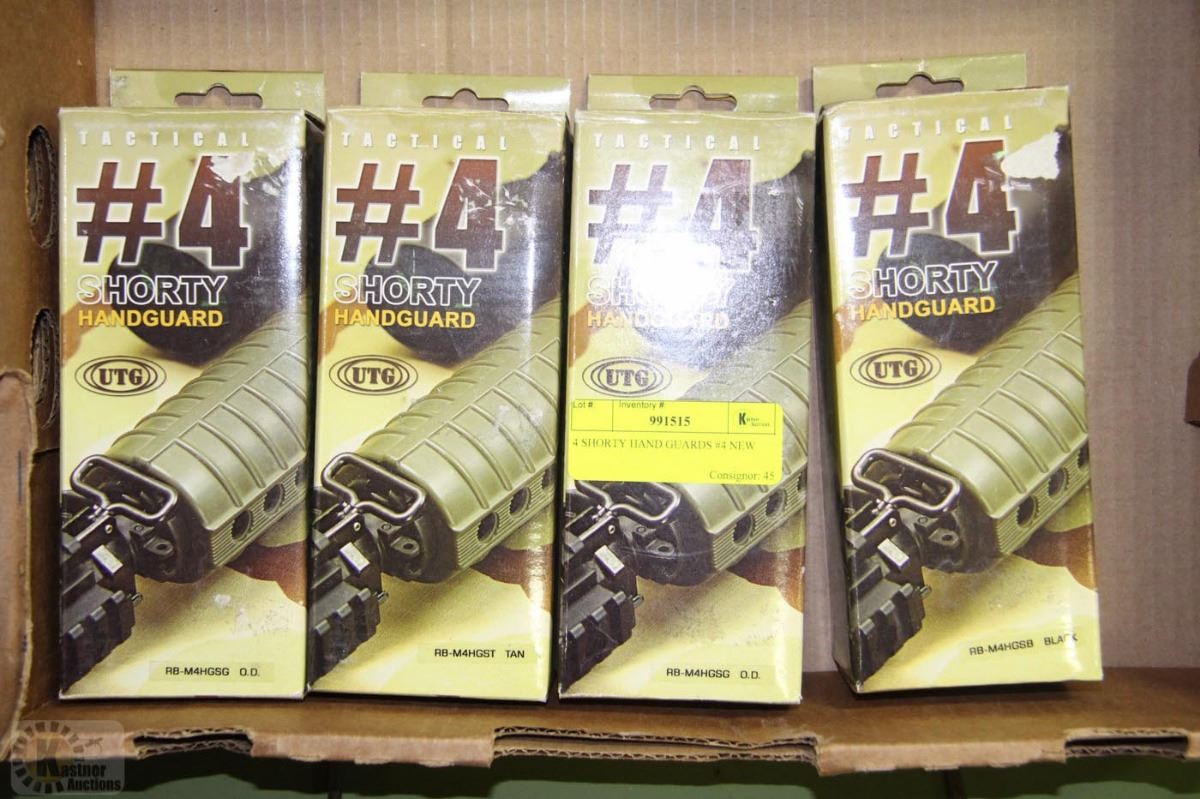 TACTICAL
#4
SHORTY
HANDGUARD
UTG
RB-M4HGSG O.D.
TACTICAL
#4
SHORTY
HANDGUARD
UTG
RB-M4HGST TAN
TACTICAL
#4
SHORTY
HANDGUARD
UTG
Lot #: Inventory #:
991515
4 SHORTY HAND GUARDS #4 NEW
Consignor: 45
RB-M4HGSG O.D.
TACTICAL
#4
SHORTY
HANDGUARD
UTG
RB-M4HGSB BLACK
Kastner
Auctions